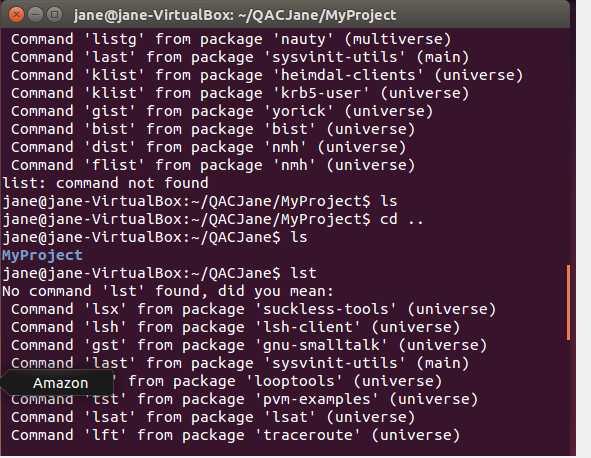 jane@jane-VirtualBox: ~/QACJane/MyProject
Command 'listg' from package 'nauty' (multiverse)
Command 'last' from package 'sysvinit-utils' (main)
Command 'klist' from package 'heimdal-clients' (universe)
Command 'klist' from package 'krb5-user' (universe)
Command 'gist' from package 'yorick' (universe)
Command 'bist' from package 'bist' (universe)
Command 'dist' from package 'nmh' (universe)
Command 'flist' from package 'nmh' (universe)
list: command not found
jane@jane-VirtualBox:~/QACJane/MyProject$ ls
jane@jane-VirtualBox:~/QACJane/MyProject$ cd ..
jane@jane-VirtualBox:~/QACJane$ ls
MyProject
jane@jane-VirtualBox:~/QACJane$ lst
No command 'lst' found, did you mean:
Command 'lsx' from package 'suckless-tools' (universe)
Command 'lsh' from package 'lsh-client' (universe)
Command 'gst' from package 'gnu-smalltalk' (universe)
Command 'last' from package 'sysvinit-utils' (main)
Amazon ' from package 'looptools' (universe)
Command 'tst' from package 'pvm-examples' (universe)
Command 'lsat' from package 'lsat' (universe)
Command 'lft' from package 'traceroute' (universe)